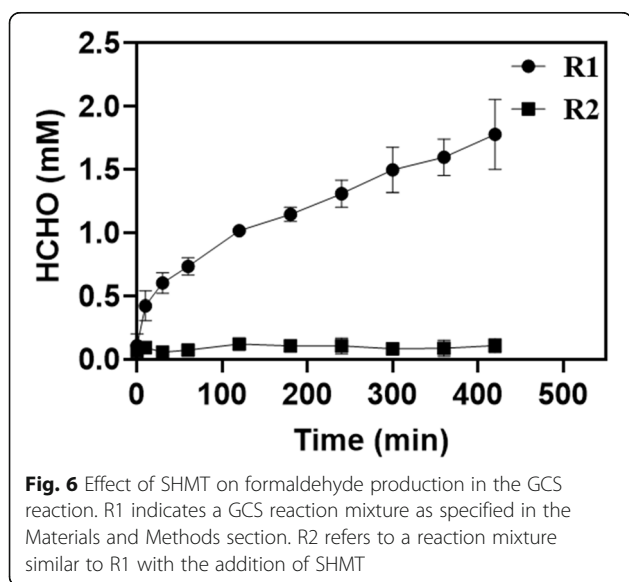 2.5
2.0
1.5
1.0
0.5
0.0
HCHO (mM)
R1
R2
0 100 200 300 400 500
Time (min)
Fig. 6 Effect of SHMT on formaldehyde production in the GCS
reaction. R1 indicates a GCS reaction mixture as specified in the
Materials and Methods section. R2 refers to a reaction mixture
similar to R1 with the addition of SHMT